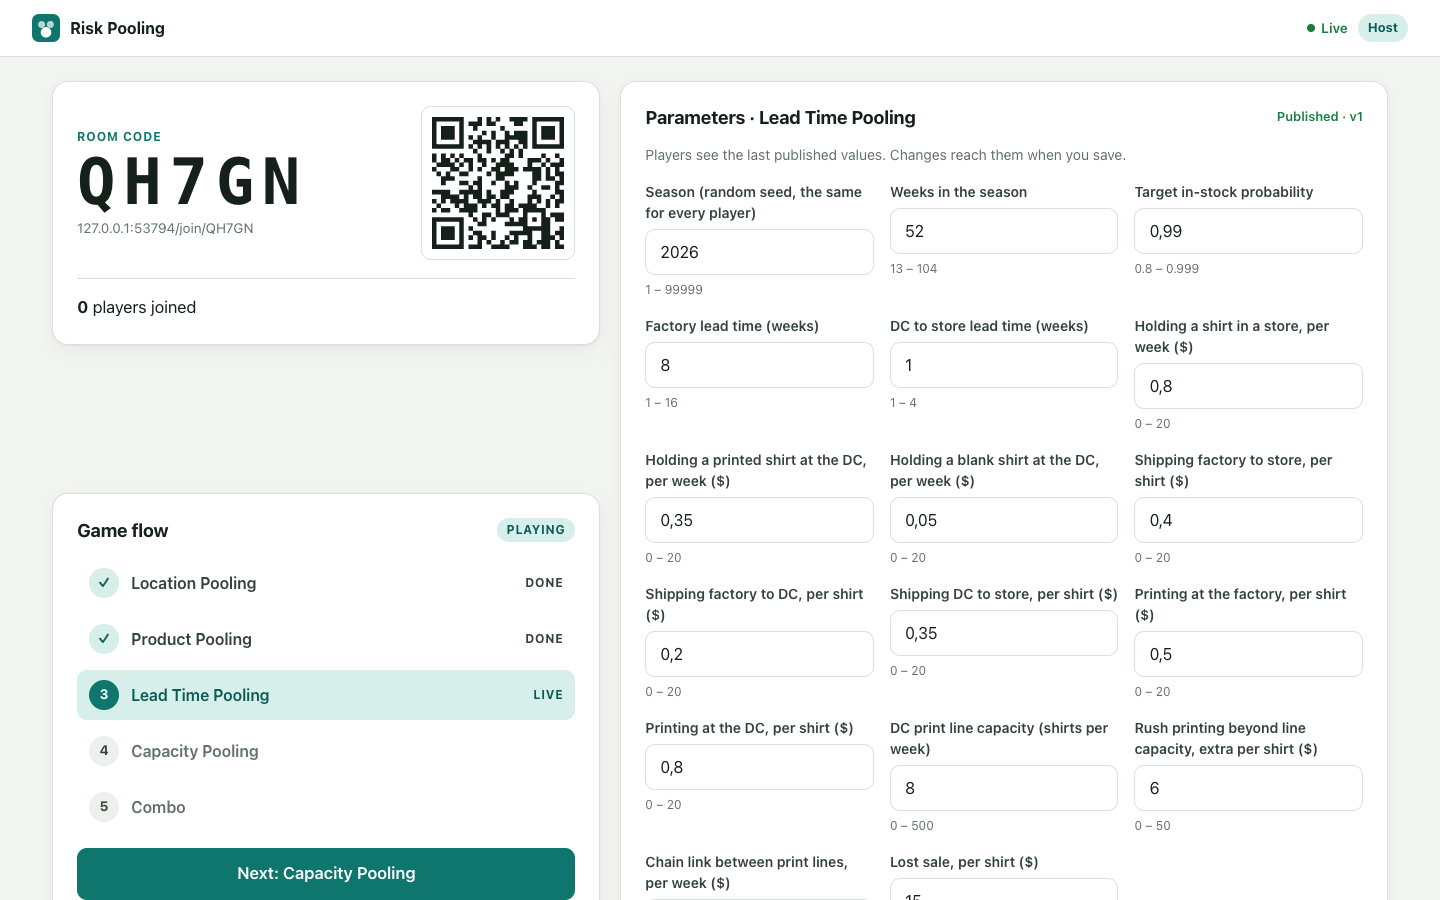 Risk Pooling
Live
Host
ROOM CODE
QH7GN
127.0.0.1:53794/join/QH7GN
0 players joined
Game flow
PLAYING
Location Pooling
DONE
Product Pooling
DONE
3
Lead Time Pooling
LIVE
4
Capacity Pooling
5
Combo
Next: Capacity Pooling
Parameters · Lead Time Pooling
Published · v1
Players see the last published values. Changes reach them when you save.
Season (random seed, the same
for every player)
2026
1 – 99999
Weeks in the season
52
13 – 104
Target in-stock probability
0,99
0.8 – 0.999
Factory lead time (weeks)
8
1 – 16
DC to store lead time (weeks)
1
1 – 4
Holding a shirt in a store, per
week ($)
0,8
0 – 20
Holding a printed shirt at the DC,
per week ($)
0,35
0 – 20
Holding a blank shirt at the DC,
per week ($)
0,05
0 – 20
Shipping factory to store, per
shirt ($)
0,4
0 – 20
Shipping factory to DC, per shirt
($)
0,2
0 – 20
Shipping DC to store, per shirt ($)
0,35
0 – 20
Printing at the factory, per shirt
($)
0,5
0 – 20
Printing at the DC, per shirt ($)
0,8
0 – 20
DC print line capacity (shirts per
week)
8
0 – 500
Rush printing beyond line
capacity, extra per shirt ($)
6
0 – 50
Chain link between print lines,
per week ($)
Lost sale, per shirt ($)